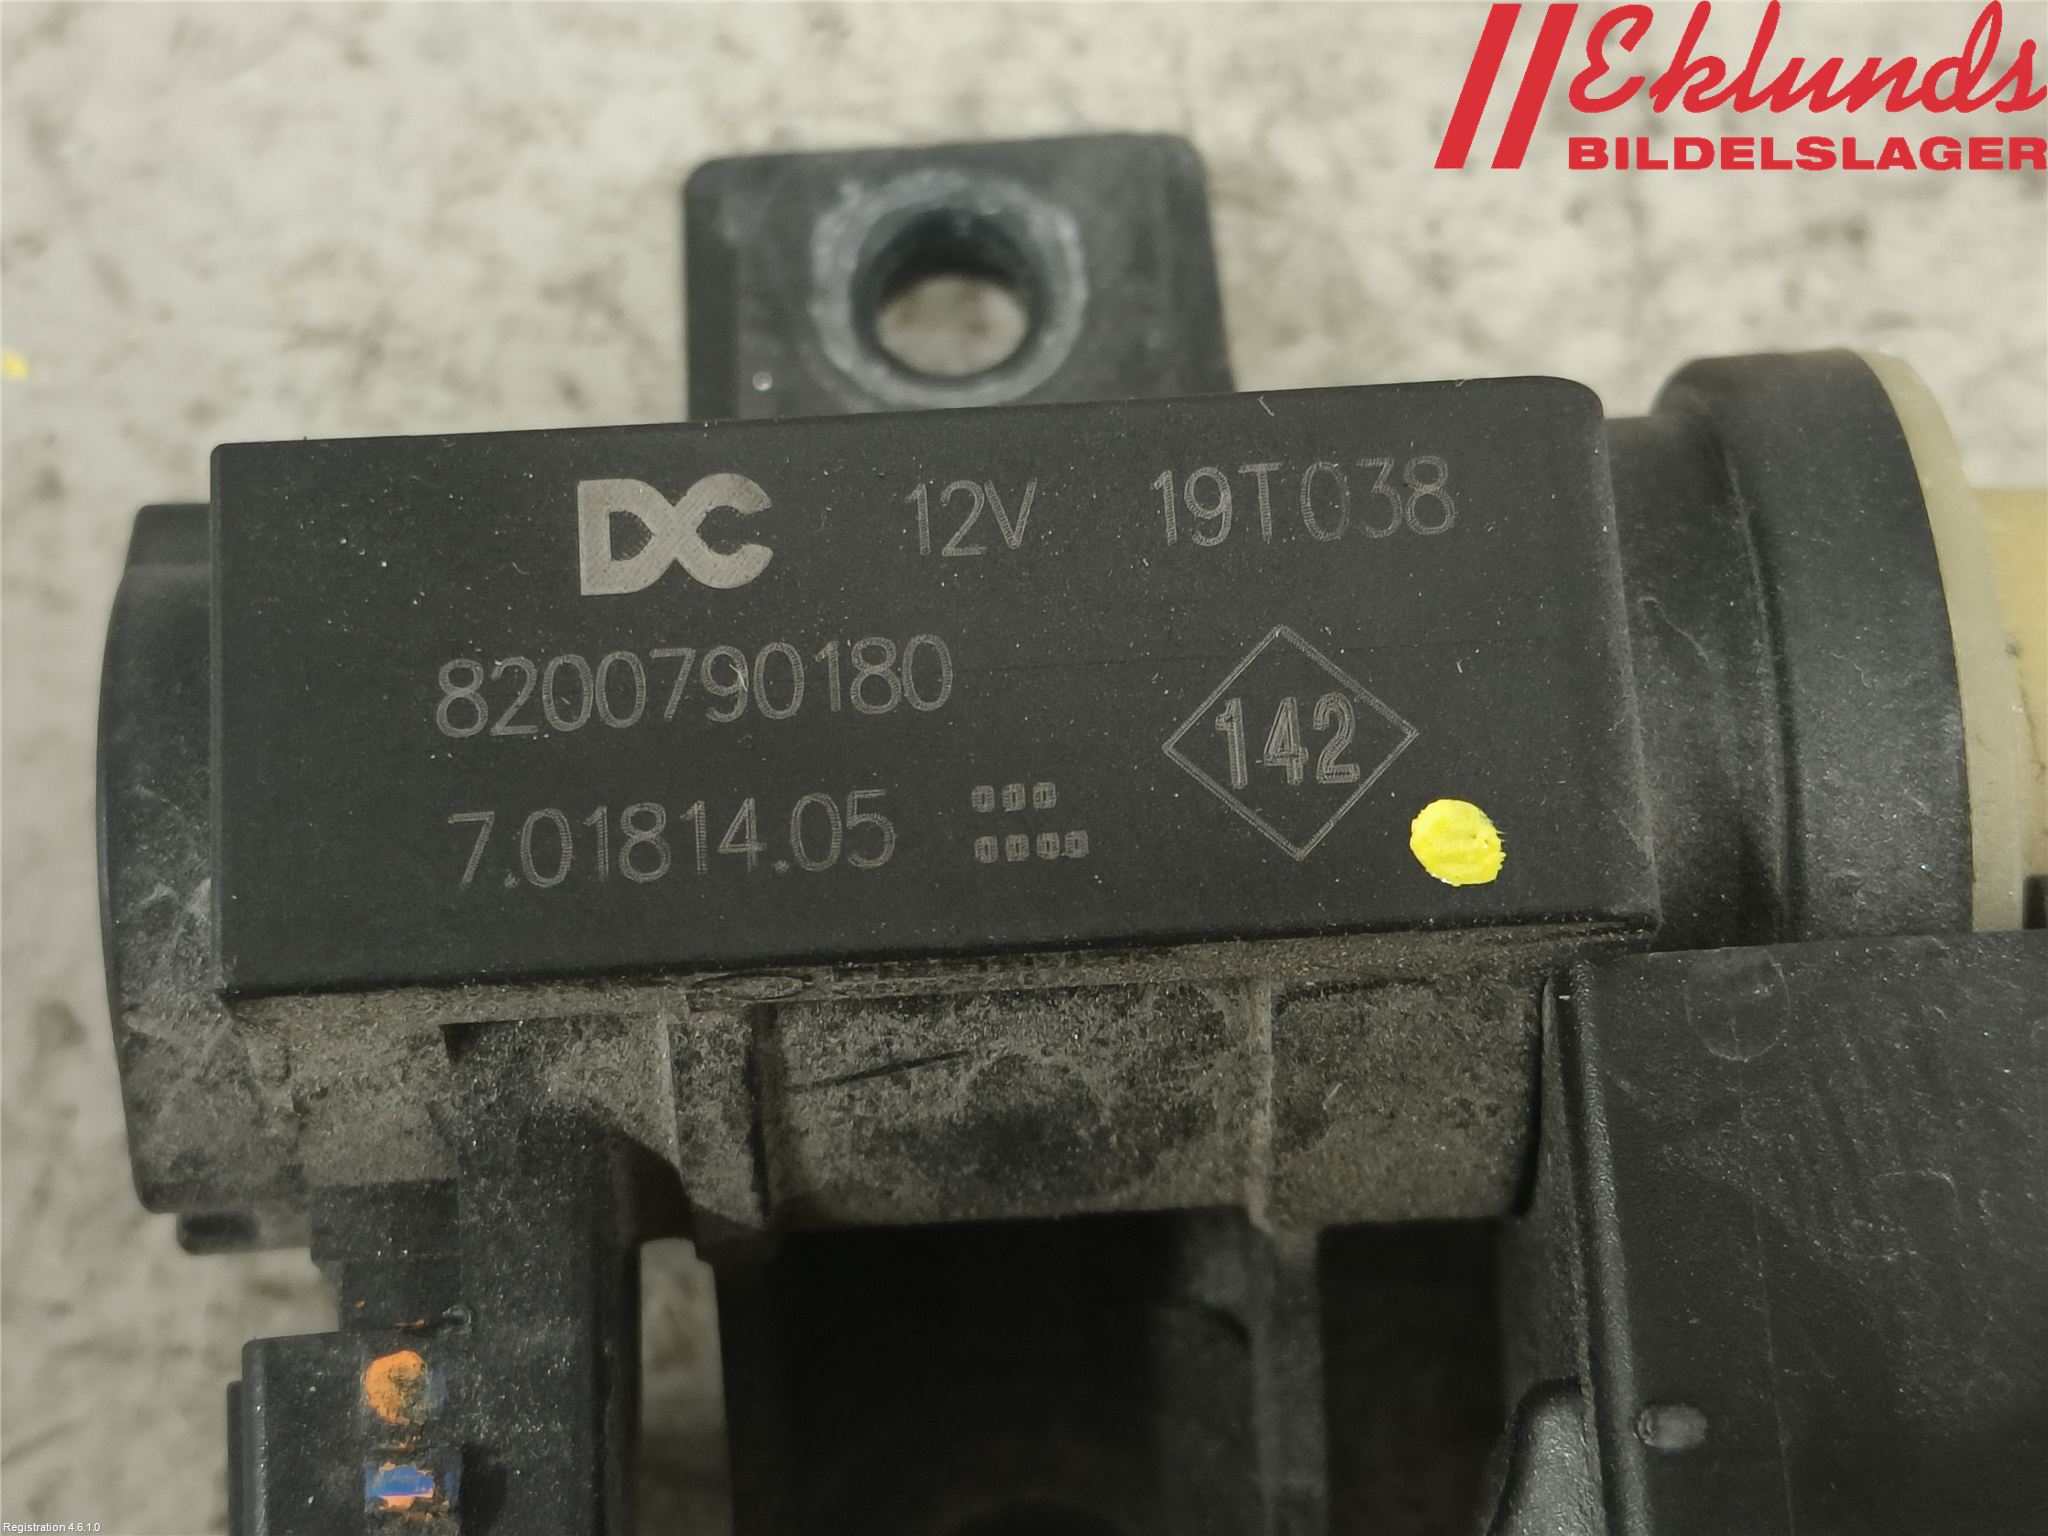 Eklunds
BILDELSLAGER
DC 12V 19T038
8200790180
142
7.01814.05
Registration 4.6.1.0